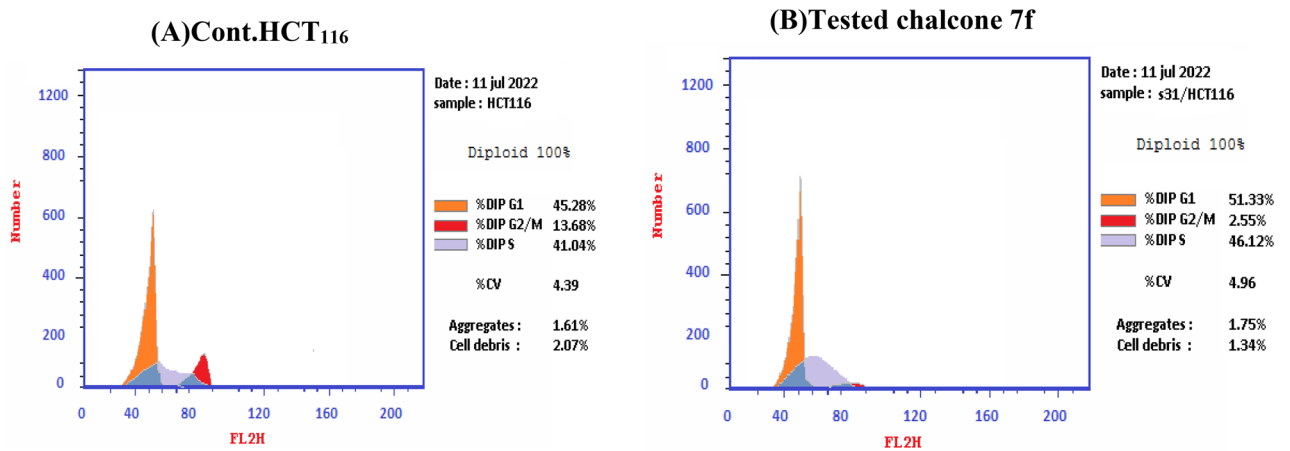 (A)Cont.HCT116
Date : 11 jul 2022
sample : HCT116
Diploid 100%
%DIP G1 45.28%
%DIP G2/M 13.68%
%DIP S 41.04%
%CV 4.39
Aggregates : 1.61%
Cell debris : 2.07%
Number
1200
800
600
400
200
0
0 40 80 120 160 200
FL2H
(B)Tested chalcone 7f
Date : 11 jul 2022
sample : s31/HCT116
Diploid 100%
%DIP G1 51.33%
%DIP G2/M 2.55%
%DIP S 46.12%
%CV 4.96
Aggregates : 1.75%
Cell debris : 1.34%
Number
1200
800
600
400
200
0
0 40 80 120 160 200
FL2H